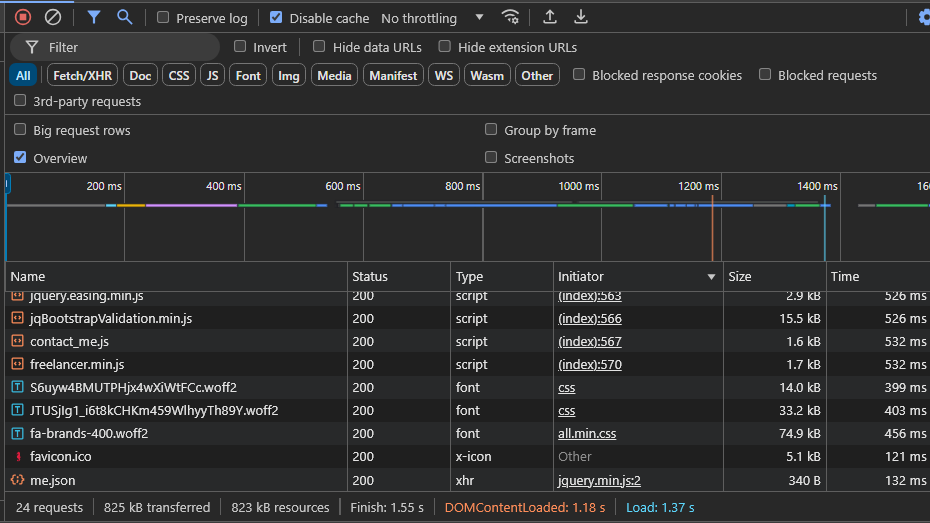 Preserve log Disable cache No throttling
Filter Invert Hide data URLs Hide extension URLs
All Fetch/XHR Doc CSS JS Font Img Media Manifest WS Wasm Other Blocked response cookies Blocked requests
3rd-party requests
Big request rows Group by frame
Overview Screenshots
200 ms 400 ms 600 ms 800 ms 1000 ms 1200 ms 1400 ms 160
Name Status Type Initiator Size Time
jquery.easing.min.js 200 script (index):563 2.9 kB 526 ms
jqBootstrapValidation.min.js 200 script (index):566 15.5 kB 526 ms
contact_me.js 200 script (index):567 1.6 kB 532 ms
freelancer.min.js 200 script (index):570 1.7 kB 532 ms
S6uyw4BMUTPHjx4wXiWtFCc.woff2 200 font css 14.0 kB 399 ms
JTUSjIg1_i6t8kCHKm459WlhyyTh89Y.woff2 200 font css 33.2 kB 403 ms
fa-brands-400.woff2 200 font all.min.css 74.9 kB 456 ms
favicon.ico 200 x-icon Other 5.1 kB 121 ms
me.json 200 xhr jquery.min.js:2 340 B 132 ms
24 requests 825 kB transferred 823 kB resources Finish: 1.55 s DOMContentLoaded: 1.18 s Load: 1.37 s